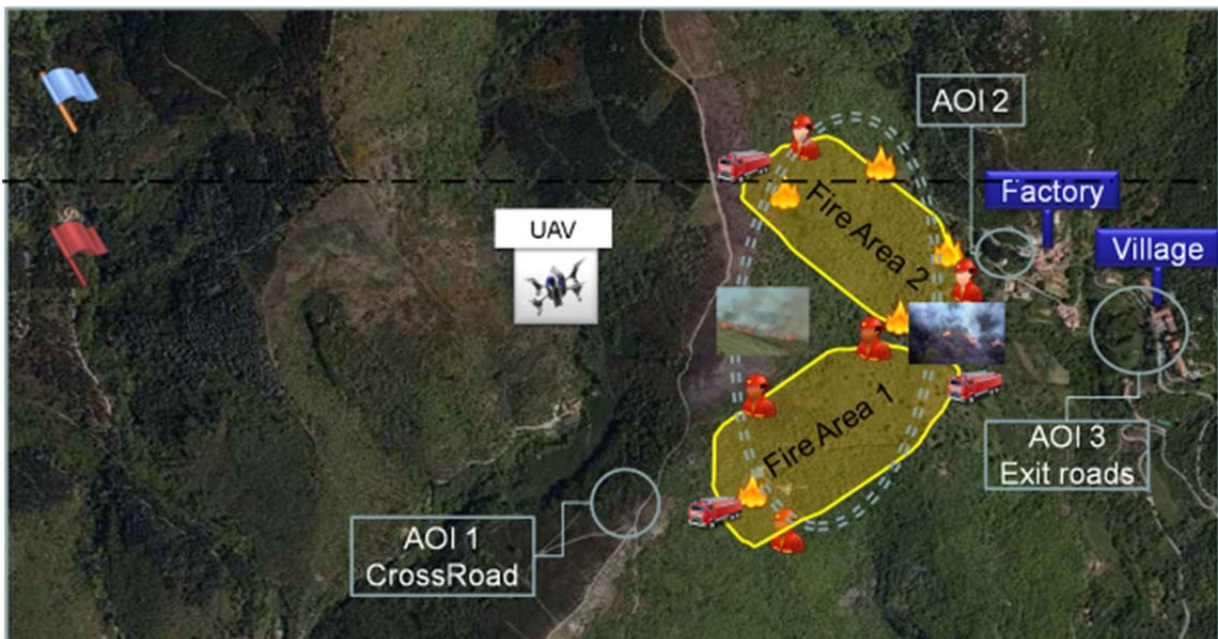 AOI 2
Factory
UAV
Fire Area 2
Village
Fire Area 1
AOI 3
Exit roads
AOI 1
CrossRoad